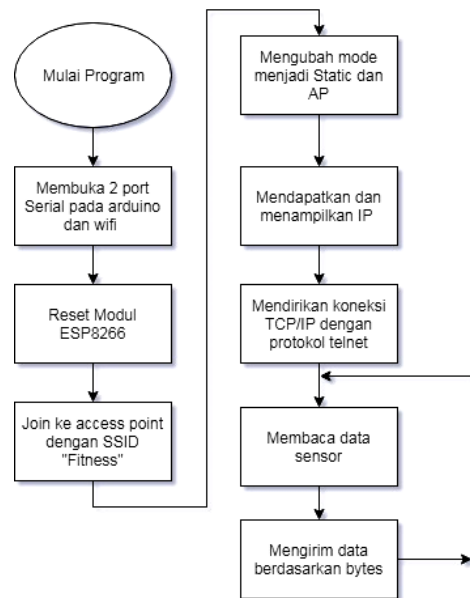 Mulai Program
Membuka 2 port
Serial pada arduino
dan wifi
Reset Modul
ESP8266
Join ke access point
dengan SSID
"Fitness"
Mengubah mode
menjadi Static dan
AP
Mendapatkan dan
menampilkan IP
Mendirikan koneksi
TCP/IP dengan
protokol telnet
Membaca data
sensor
Mengirim data
berdasarkan bytes